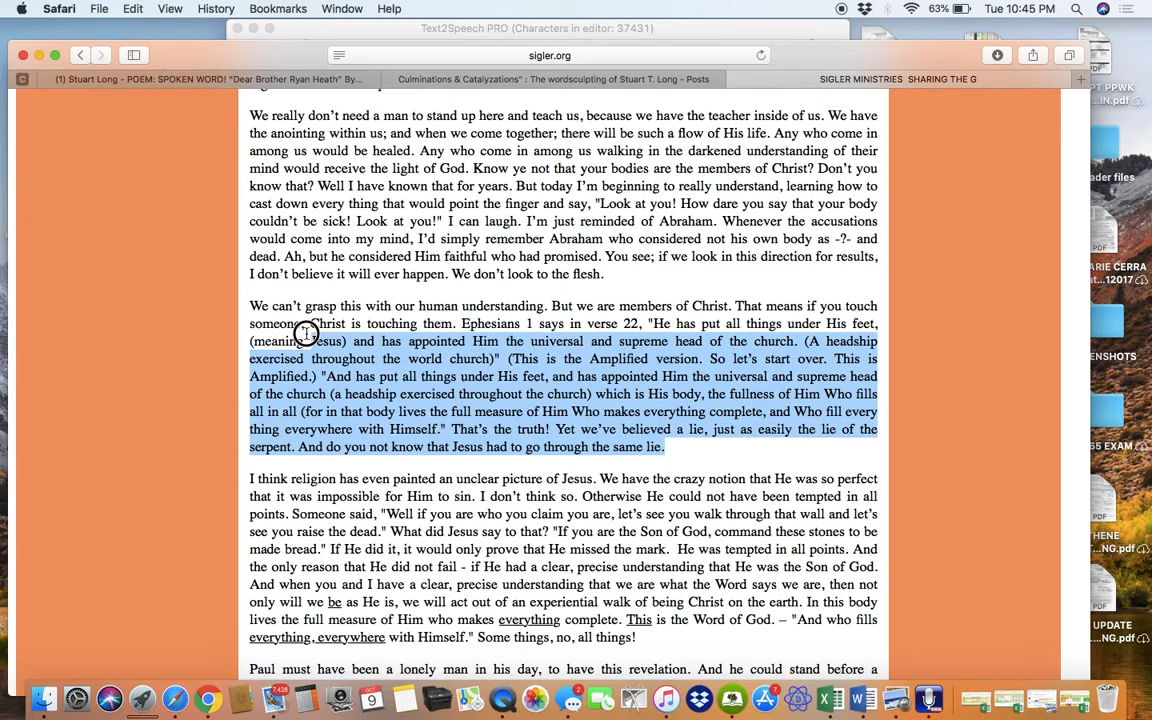 Safari File Edit View History Bookmarks Window Help 63% Tue 10:45 PM
Text2Speech PRO (Characters in editor: 37431)
sigler.org
(1) Stuart Long - POEM: SPOKEN WORD! "Dear Brother Ryan Heath" By...
Culminations & Catalyzations" : The wordsculpting of Stuart T. Long - Posts
SIGLER MINISTRIES SHARING THE G
We really don't need a man to stand up here and teach us, because we have the teacher inside of us. We have
the anointing within us; and when we come together; there will be such a flow of His life. Any who come in
among us would be healed. Any who come in among us walking in the darkened understanding of their
mind would receive the light of God. Know ye not that your bodies are the members of Christ? Don't you
know that? Well I have known that for years. But today I'm beginning to really understand, learning how to
cast down every thing that would point the finger and say, "Look at you! How dare you say that your body
couldn't be sick! Look at you!" I can laugh. I'm just reminded of Abraham. Whenever the accusations
would come into my mind, I'd simply remember Abraham who considered not his own body as -?- and
dead. Ah, but he considered Him faithful who had promised. You see; if we look in this direction for results,
I don't believe it will ever happen. We don't look to the flesh.
We can't grasp this with our human understanding. But we are members of Christ. That means if you touch
someone, Christ is touching them. Ephesians 1 says in verse 22, "He has put all things under His feet,
(meaning Jesus) and has appointed Him the universal and supreme head of the church. (A headship
exercised throughout the world church)" (This is the Amplified version. So let's start over. This is
Amplified.) "And has put all things under His feet, and has appointed Him the universal and supreme head
of the church (a headship exercised throughout the church) which is His body, the fullness of Him Who fills
all in all (for in that body lives the full measure of Him Who makes everything complete, and Who fill every
thing everywhere with Himself." That's the truth! Yet we've believed a lie, just as easily the lie of the
serpent. And do you not know that Jesus had to go through the same lie.
I think religion has even painted an unclear picture of Jesus. We have the crazy notion that He was so perfect
that it was impossible for Him to sin. I don't think so. Otherwise He could not have been tempted in all
points. Someone said, "Well if you are who you claim you are, let's see you walk through that wall and let's
see you raise the dead." What did Jesus say to that? "If you are the Son of God, command these stones to be
made bread." If He did it, it would only prove that He missed the mark. He was tempted in all points. And
the only reason that He did not fail - if He had a clear, precise understanding that He was the Son of God.
And when you and I have a clear, precise understanding that we are what the Word says we are, then not
only will we be as He is, we will act out of an experiential walk of being Christ on the earth. In this body
lives the full measure of Him who makes everything complete. This is the Word of God. – "And who fills
everything, everywhere with Himself." Some things, no, all things!
Paul must have been a lonely man in his day, to have this revelation. And he could stand before a
PDF
PT PPWK
IN.pdf
ader files
ARIE CERRA
12017
ENSHOTS
65 EXAM
PDF
THENE
NG.pdf
PDF
UPDATE
OCT
9
7,428
2
7